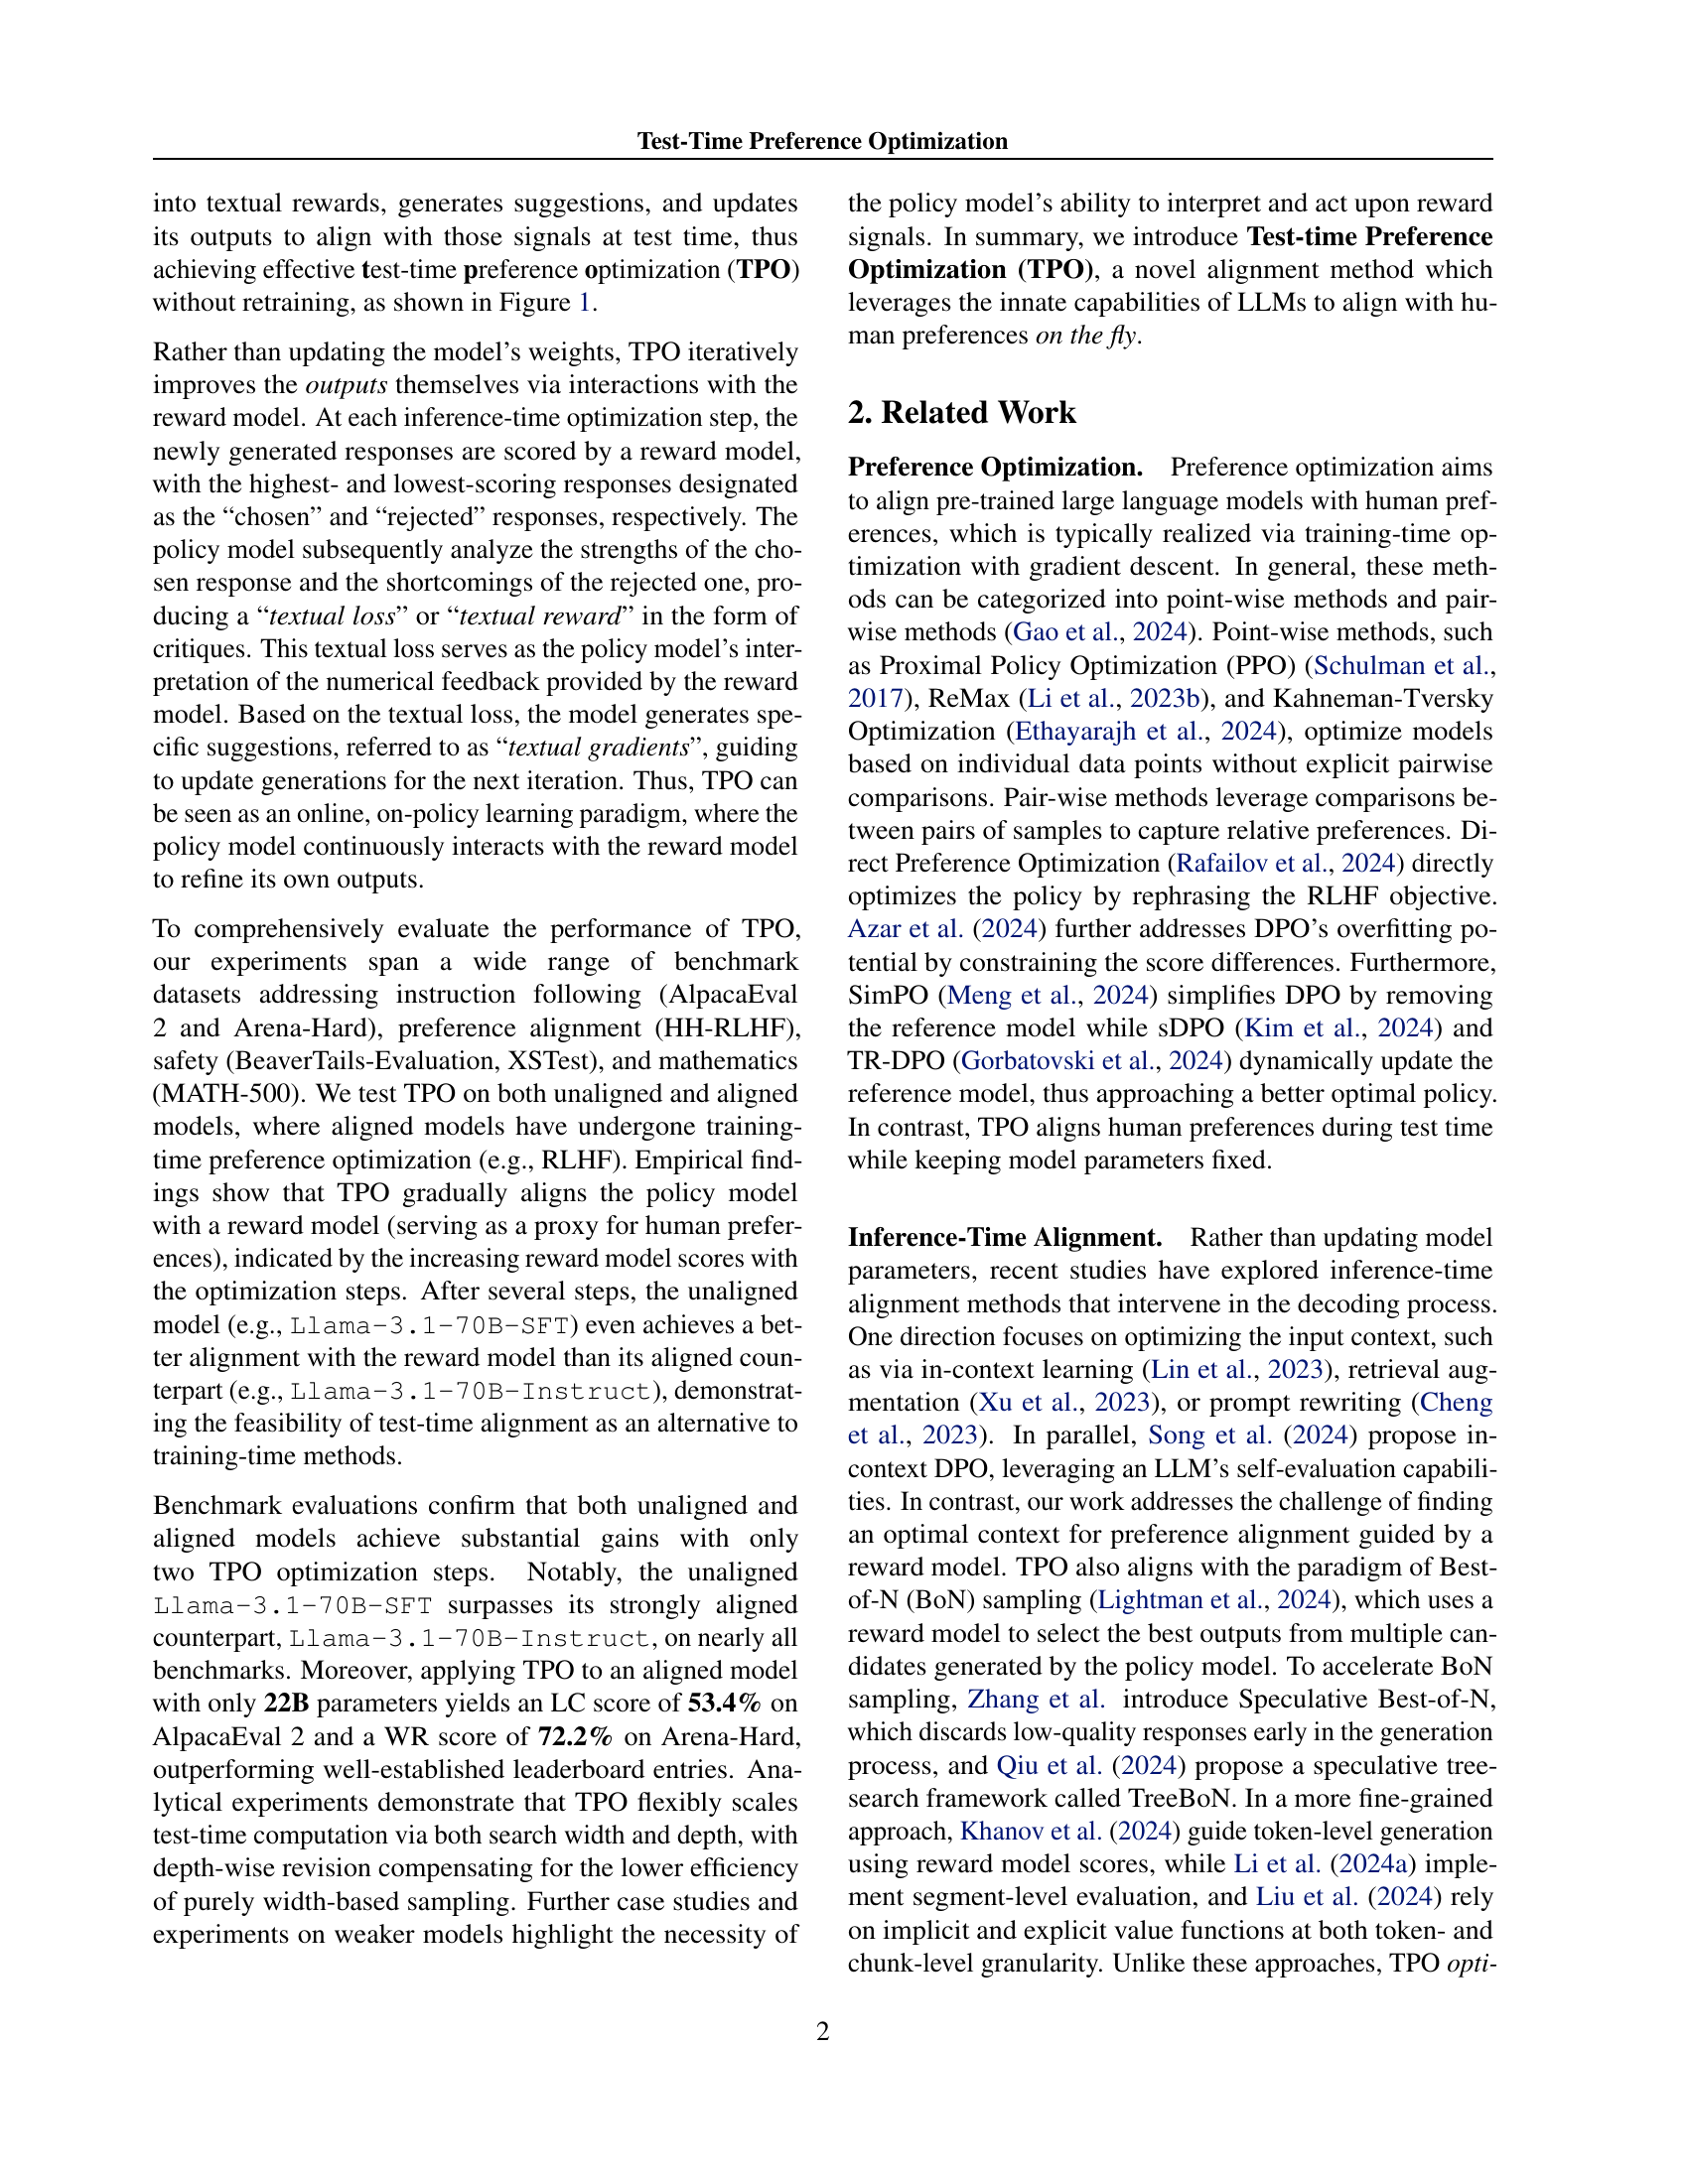 Test-Time Preference Optimization
into textual rewards, generates suggestions, and updates
its outputs to align with those signals at test time, thus
achieving effective test-time preference optimization (TPO)
without retraining, as shown in Figure 1.
Rather than updating the model's weights, TPO iteratively
improves the outputs themselves via interactions with the
reward model. At each inference-time optimization step, the
newly generated responses are scored by a reward model,
with the highest- and lowest-scoring responses designated
as the “chosen” and “rejected” responses, respectively. The
policy model subsequently analyze the strengths of the cho-
sen response and the shortcomings of the rejected one, pro-
ducing a “textual loss” or “textual reward” in the form of
critiques. This textual loss serves as the policy model's inter-
pretation of the numerical feedback provided by the reward
model. Based on the textual loss, the model generates spe-
cific suggestions, referred to as “textual gradients”, guiding
to update generations for the next iteration. Thus, TPO can
be seen as an online, on-policy learning paradigm, where the
policy model continuously interacts with the reward model
to refine its own outputs.
To comprehensively evaluate the performance of TPO,
our experiments span a wide range of benchmark
datasets addressing instruction following (AlpacaEval
2 and Arena-Hard), preference alignment (HH-RLHF),
safety (BeaverTails-Evaluation, XSTest), and mathematics
(MATH-500). We test TPO on both unaligned and aligned
models, where aligned models have undergone training-
time preference optimization (e.g., RLHF). Empirical find-
ings show that TPO gradually aligns the policy model
with a reward model (serving as a proxy for human prefer-
ences), indicated by the increasing reward model scores with
the optimization steps. After several steps, the unaligned
model (e.g., Llama-3.1-70B-SFT) even achieves a bet-
ter alignment with the reward model than its aligned coun-
terpart (e.g., Llama-3.1-70B-Instruct), demonstrat-
ing the feasibility of test-time alignment as an alternative to
training-time methods.
Benchmark evaluations confirm that both unaligned and
aligned models achieve substantial gains with only
two TPO optimization steps. Notably, the unaligned
Llama-3.1-70B-SFT surpasses its strongly aligned
counterpart, Llama-3.1-70B-Instruct, on nearly all
benchmarks. Moreover, applying TPO to an aligned model
with only 22B parameters yields an LC score of 53.4% on
AlpacaEval 2 and a WR score of 72.2% on Arena-Hard,
outperforming well-established leaderboard entries. Ana-
lytical experiments demonstrate that TPO flexibly scales
test-time computation via both search width and depth, with
depth-wise revision compensating for the lower efficiency
of purely width-based sampling. Further case studies and
experiments on weaker models highlight the necessity of
the policy model's ability to interpret and act upon reward
signals. In summary, we introduce Test-time Preference
Optimization (TPO), a novel alignment method which
leverages the innate capabilities of LLMs to align with hu-
man preferences on the fly.
2. Related Work
Preference Optimization. Preference optimization aims
to align pre-trained large language models with human pref-
erences, which is typically realized via training-time op-
timization with gradient descent. In general, these meth-
ods can be categorized into point-wise methods and pair-
wise methods (Gao et al., 2024). Point-wise methods, such
as Proximal Policy Optimization (PPO) (Schulman et al.,
2017), ReMax (Li et al., 2023b), and Kahneman-Tversky
Optimization (Ethayarajh et al., 2024), optimize models
based on individual data points without explicit pairwise
comparisons. Pair-wise methods leverage comparisons be-
tween pairs of samples to capture relative preferences. Di-
rect Preference Optimization (Rafailov et al., 2024) directly
optimizes the policy by rephrasing the RLHF objective.
Azar et al. (2024) further addresses DPO's overfitting po-
tential by constraining the score differences. Furthermore,
SimPO (Meng et al., 2024) simplifies DPO by removing
the reference model while sDPO (Kim et al., 2024) and
TR-DPO (Gorbatovski et al., 2024) dynamically update the
reference model, thus approaching a better optimal policy.
In contrast, TPO aligns human preferences during test time
while keeping model parameters fixed.
Inference-Time Alignment. Rather than updating model
parameters, recent studies have explored inference-time
alignment methods that intervene in the decoding process.
One direction focuses on optimizing the input context, such
as via in-context learning (Lin et al., 2023), retrieval aug-
mentation (Xu et al., 2023), or prompt rewriting (Cheng
et al., 2023). In parallel, Song et al. (2024) propose in-
context DPO, leveraging an LLM's self-evaluation capabili-
ties. In contrast, our work addresses the challenge of finding
an optimal context for preference alignment guided by a
reward model. TPO also aligns with the paradigm of Best-
of-N (BoN) sampling (Lightman et al., 2024), which uses a
reward model to select the best outputs from multiple can-
didates generated by the policy model. To accelerate BoN
sampling, Zhang et al. introduce Speculative Best-of-N,
which discards low-quality responses early in the generation
process, and Qiu et al. (2024) propose a speculative tree-
search framework called TreeBoN. In a more fine-grained
approach, Khanov et al. (2024) guide token-level generation
using reward model scores, while Li et al. (2024a) imple-
ment segment-level evaluation, and Liu et al. (2024) rely
on implicit and explicit value functions at both token- and
chunk-level granularity. Unlike these approaches, TPO opti-
2